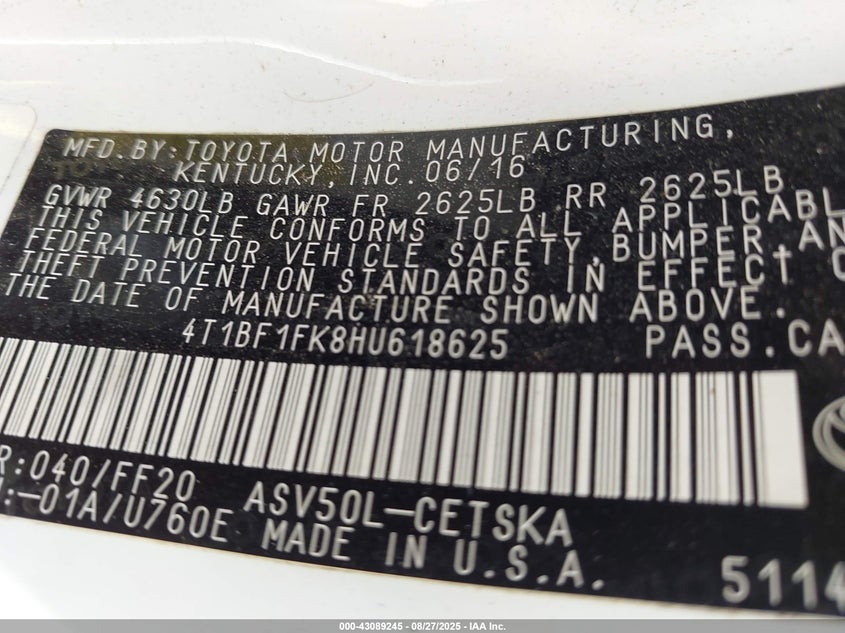 MFD.BY:TOYOTA MOTOR MANUFACTURING,
KENTUCKY, INC. 06/16
GVWR 4630LB GAWR FR 2625LB RR 2625LB
THIS VEHICLE CONFORMS TO ALL APPLICABL
FEDERAL MOTOR VEHICLE SAFETY, BUMPER, AN
THEFT PREVENTION STANDARDS IN EFFECT O
THE DATE OF MANUFACTURE SHOWN ABOVE.
4T1BF1FK8HU618625 PASS.CA
R:040/FF20 ASV50L-CETSKA
:-01A/U760E MADE IN U.S.A. 5114
000-43089245 - 08/27/2025 - IAA Inc.